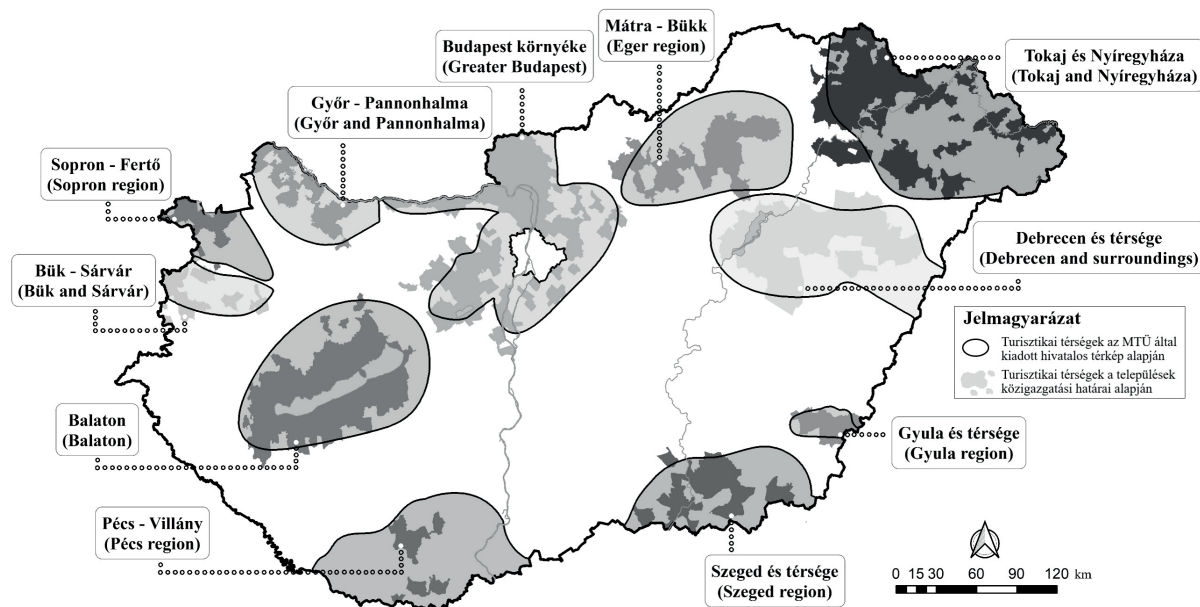 Mátra - Bükk
(Eger region)
Budapest környéke
(Greater Budapest)
Tokaj és Nyíregyháza
(Tokaj and Nyíregyháza)
Győr - Pannonhalma
(Győr and Pannonhalma)
Sopron - Fertő
(Sopron region)
Debrecen és térsége
(Debrecen and surroundings)
Bük - Sárvár
(Bük and Sárvár)
Jelmagyarázat
Turisztikai térségek az MTÜ által
kiadott hivatalos térkép alapján
Turisztikai térségek a települések
közigazgatási határai alapján
Balaton
(Balaton)
Gyula és térsége
(Gyula region)
Pécs - Villány
(Pécs region)
Szeged és térsége
(Szeged region)
0 15 30 60 90 120 km